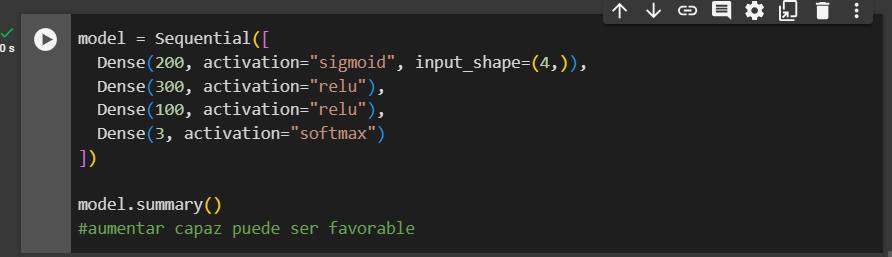 0 s
model = Sequential([
  Dense(200, activation="sigmoid", input_shape=(4,)),
  Dense(300, activation="relu"),
  Dense(100, activation="relu"),
  Dense(3, activation="softmax")
])

model.summary()
#aumentar capaz puede ser favorable